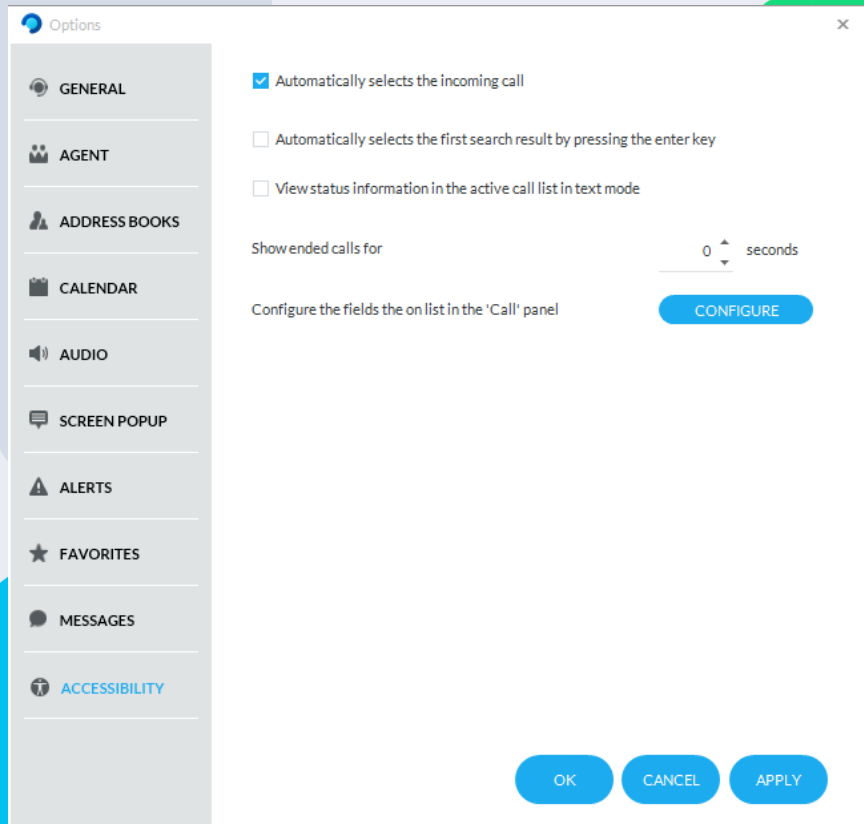 Options
GENERAL
AGENT
ADDRESS BOOKS
CALENDAR
AUDIO
SCREEN POPUP
ALERTS
FAVORITES
MESSAGES
ACCESSIBILITY
Automatically selects the incoming call
Automatically selects the first search result by pressing the enter key
View status information in the active call list in text mode
Show ended calls for 0 seconds
Configure the fields the on list in the 'Call' panel CONFIGURE
OK CANCEL APPLY